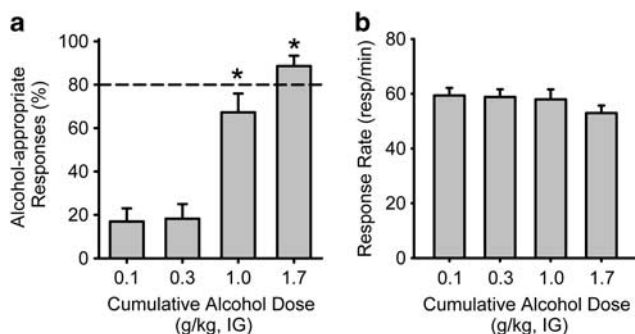 a
Alcohol-appropriate
Responses (%)
100
80
60
40
20
0
*
*
0.1 0.3 1.0 1.7
Cumulative Alcohol Dose
(g/kg, IG)
b
Response Rate (resp/min)
80
60
40
20
0
0.1 0.3 1.0 1.7
Cumulative Alcohol Dose
(g/kg, IG)